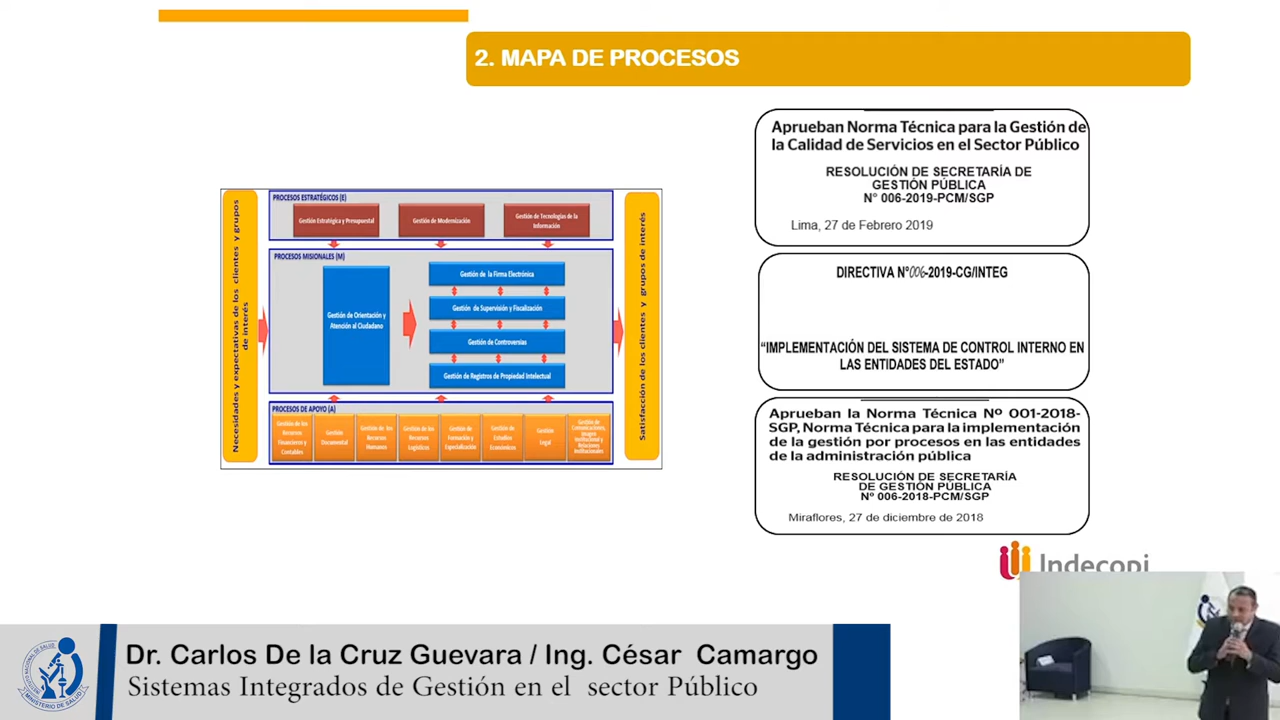 2. MAPA DE PROCESOS
Necesidades y expectativas de los clientes y grupos
de interés
PROCESOS ESTRATÉGICOS (E)
Gestión Estratégica y Presupuestal
Gestión de Modernización
Gestión de Tecnologías de la
Información
PROCESOS MISIONALES (M)
Gestión de Orientación y
Atención al Ciudadano
Gestión de la Firma Electrónica
Gestión de Supervisión y Fiscalización
Gestión de Controversias
Gestión de Registros de Propiedad Intelectual
PROCESOS DE APOYO (A)
Gestión de los
Recursos
Financieros y
Contables
Gestión
Documental
Gestión de los
Recursos
Humanos
Gestión de los
Recursos
Logísticos
Gestión de
Formación y
Especialización
Gestión de
Estudios
Económicos
Gestión
Legal
Gestión de
Comunicaciones,
Imagen
Institucional y
Relaciones
Institucionales
Satisfacción de los clientes y grupos de interés
Aprueban Norma Técnica para la Gestión de
la Calidad de Servicios en el Sector Público
RESOLUCIÓN DE SECRETARÍA DE
GESTIÓN PÚBLICA
N° 006-2019-PCM/SGP
Lima, 27 de Febrero 2019
DIRECTIVA N°006-2019-CG/INTEG
“IMPLEMENTACIÓN DEL SISTEMA DE CONTROL INTERNO EN
LAS ENTIDADES DEL ESTADO”
Aprueban la Norma Técnica Nº 001-2018-
SGP, Norma Técnica para la implementación
de la gestión por procesos en las entidades
de la administración pública
RESOLUCIÓN DE SECRETARÍA
DE GESTIÓN PÚBLICA
Nº 006-2018-PCM/SGP
Miraflores, 27 de diciembre de 2018
Indecopi
Dr. Carlos De la Cruz Guevara / Ing. César Camargo
Sistemas Integrados de Gestión en el sector Público
MINISTERIO DE SALUD